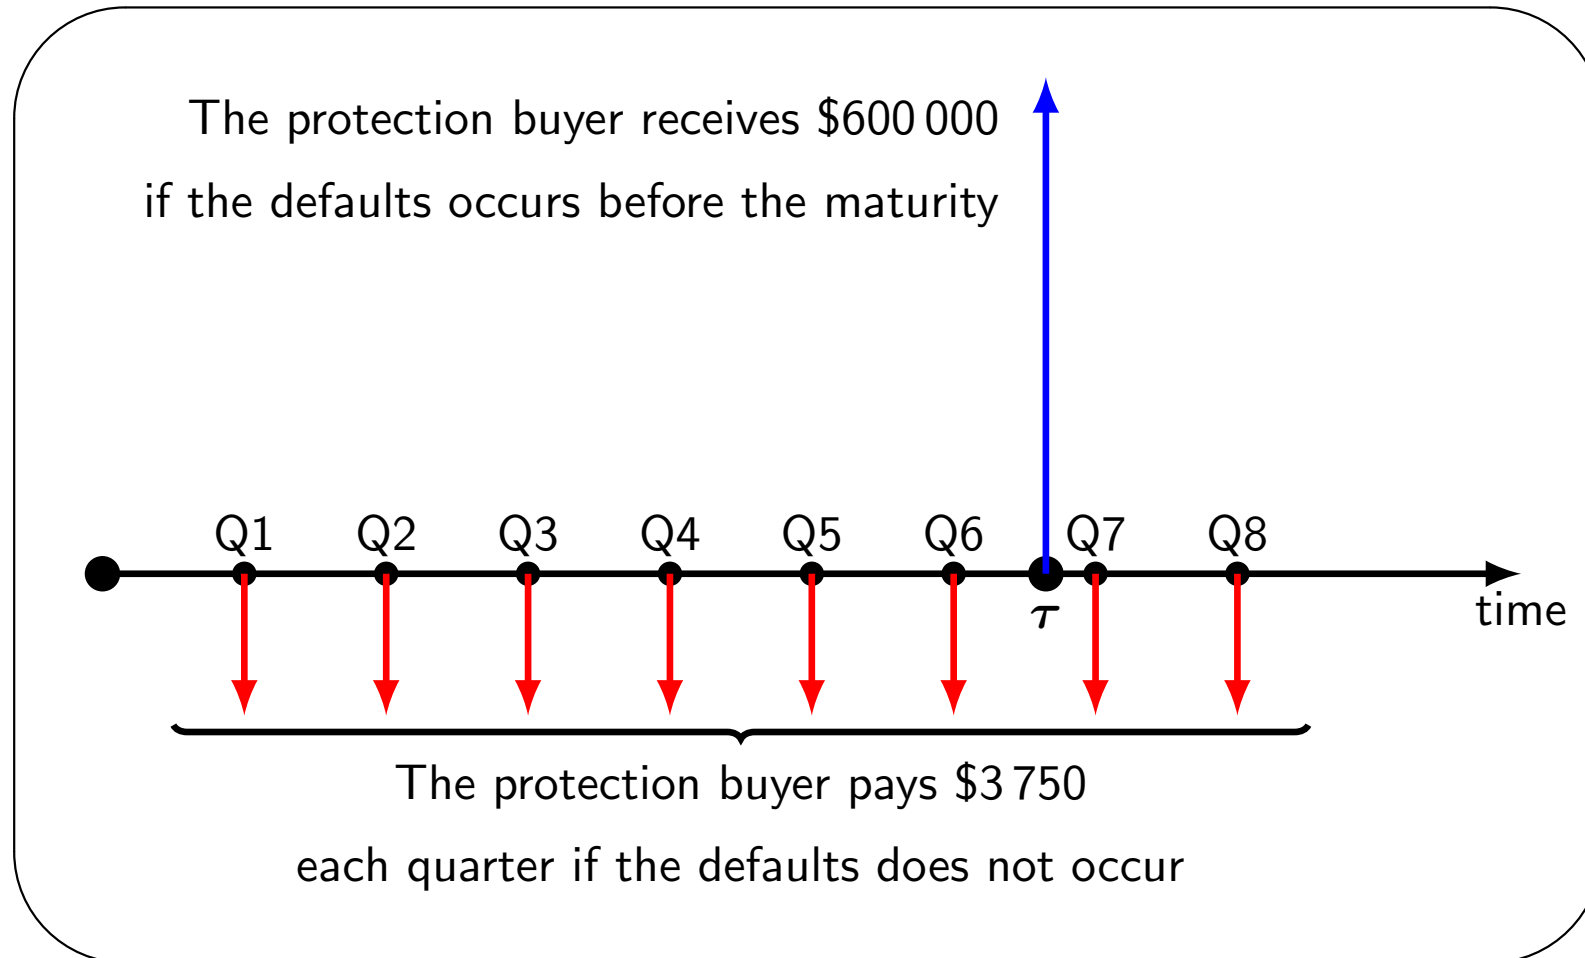 The protection buyer receives $600 000
if the defaults occurs before the maturity
Q1 Q2 Q3 Q4 Q5 Q6 Q7 Q8
τ
time
The protection buyer pays $3 750
each quarter if the defaults does not occur